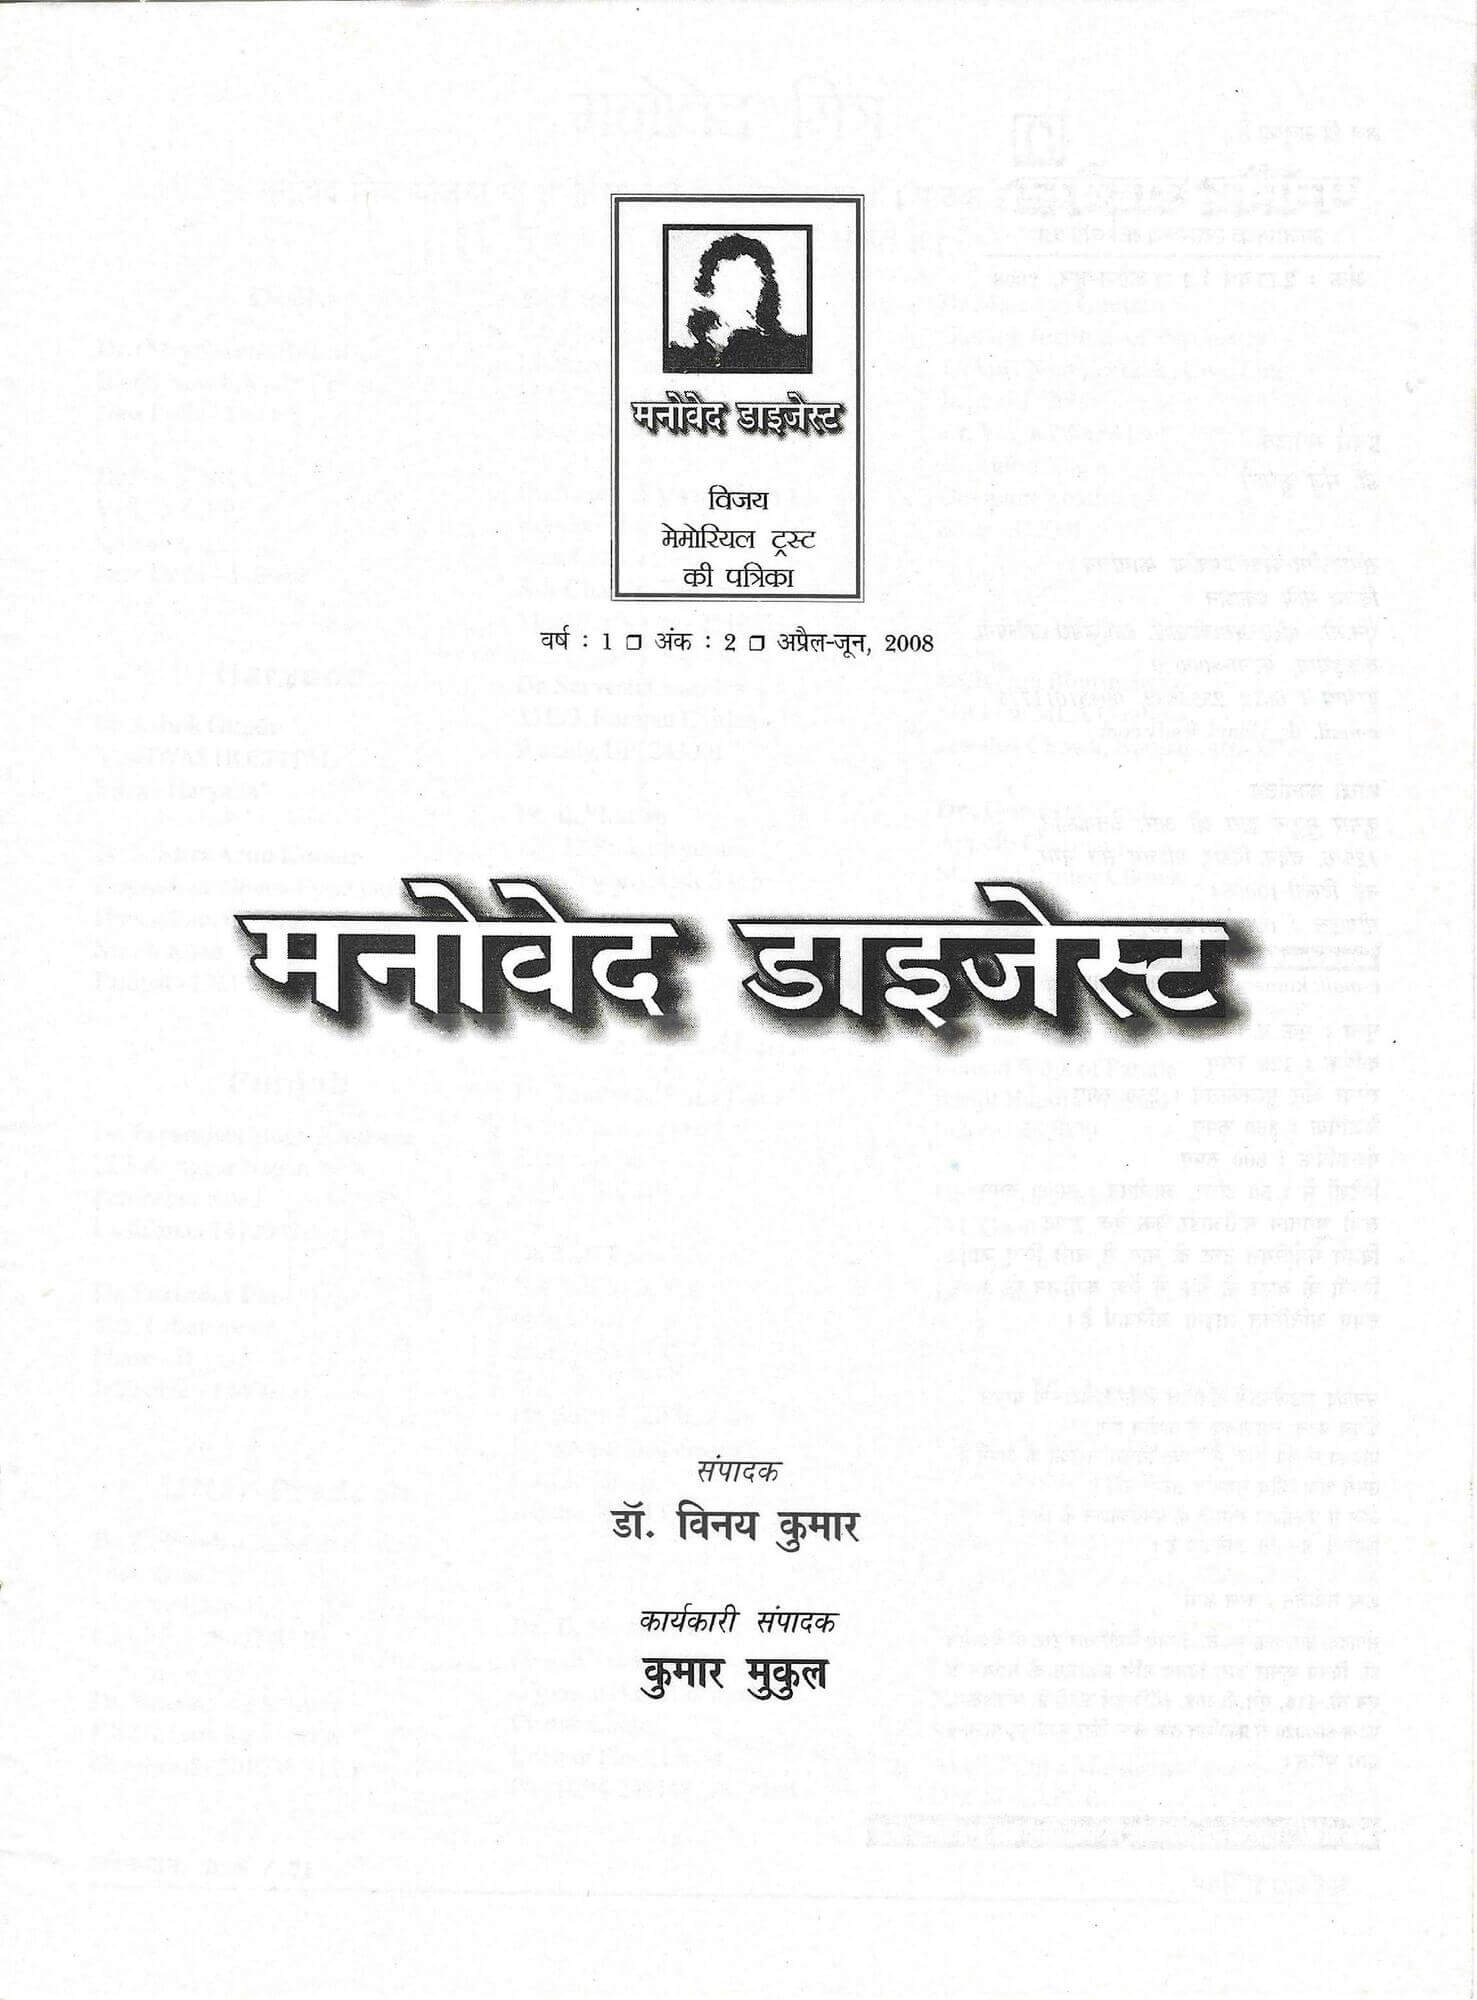 मनोवेद डाइजेस्ट
विजय
मेमोरियल ट्रस्ट
की पत्रिका
वर्ष : 1 ❒ अंक : 2 ❒ अप्रैल-जून, 2008
मनोवेद डाइजेस्ट
संपादक
डॉ. विनय कुमार
कार्यकारी संपादक
कुमार मुकुल